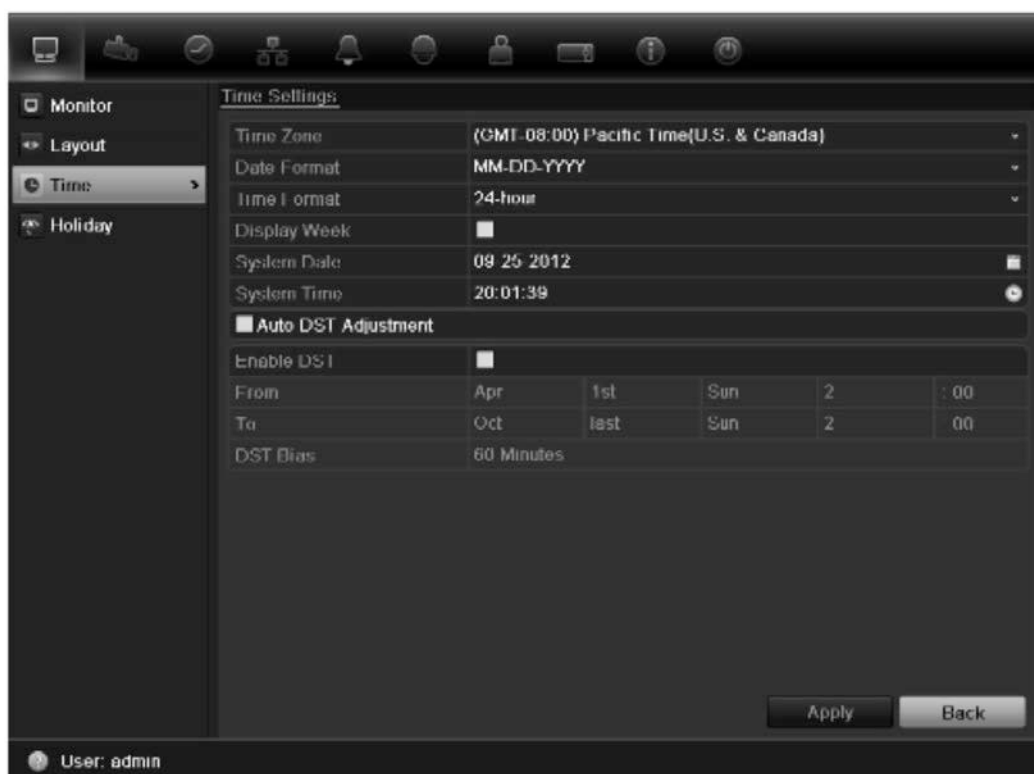 Monitor
Layout
Time
Holiday
Time Settings
Time Zone (GMT-08:00) Pacific Time(U.S. & Canada)
Date Format MM-DD-YYYY
Time Format 24-hour
Display Week
System Date 09-25-2012
System Time 20:01:39
Auto DST Adjustment
Enable DST
From Apr 1st Sun 2 : 00
To Oct last Sun 2 00
DST Bias 60 Minutes
Apply Back
User: admin